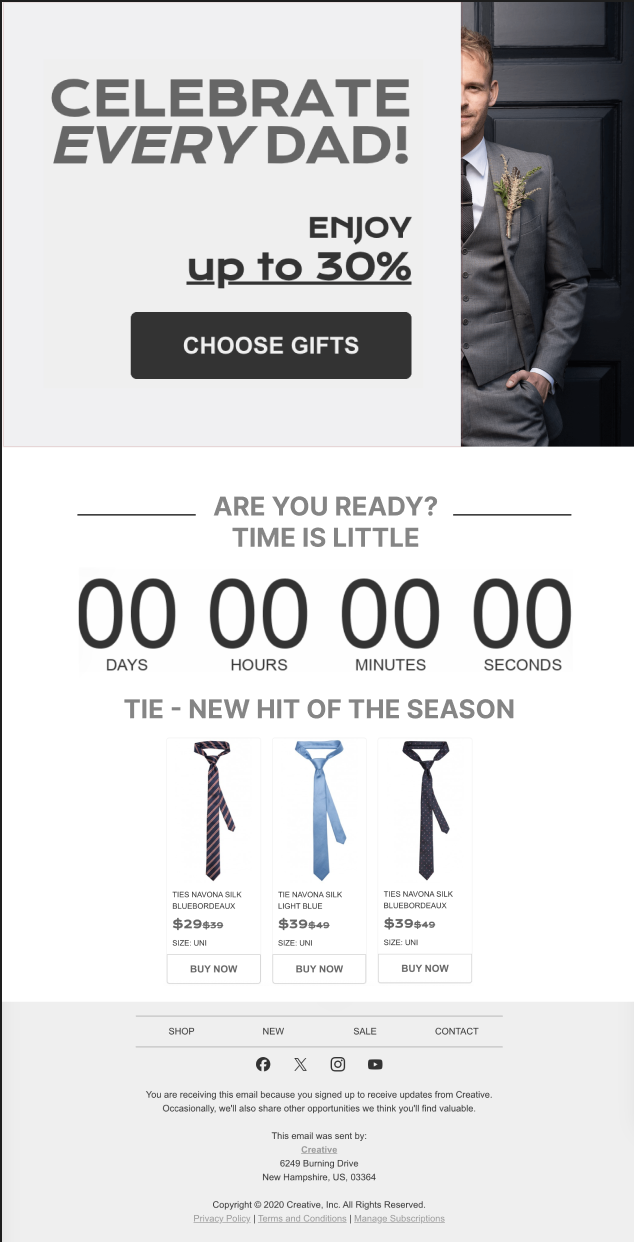 CELEBRATE
EVERY DAD!
ENJOY
up to 30%
CHOOSE GIFTS
ARE YOU READY?
TIME IS LITTLE
00 00 00 00
DAYS HOURS MINUTES SECONDS
TIE - NEW HIT OF THE SEASON
TIES NAVONA SILK
BLUEBORDEAUX
$29$39
SIZE: UNI
BUY NOW
TIE NAVONA SILK
LIGHT BLUE
$39$49
SIZE: UNI
BUY NOW
TIES NAVONA SILK
BLUEBORDEAUX
$39$49
SIZE: UNI
BUY NOW
SHOP NEW SALE CONTACT
You are receiving this email because you signed up to receive updates from Creative.
Occasionally, we'll also share other opportunities we think you'll find valuable.
This email was sent by:
Creative
6249 Burning Drive
New Hampshire, US, 03364
Copyright © 2020 Creative, Inc. All Rights Reserved.
Privacy Policy | Terms and Conditions | Manage Subscriptions